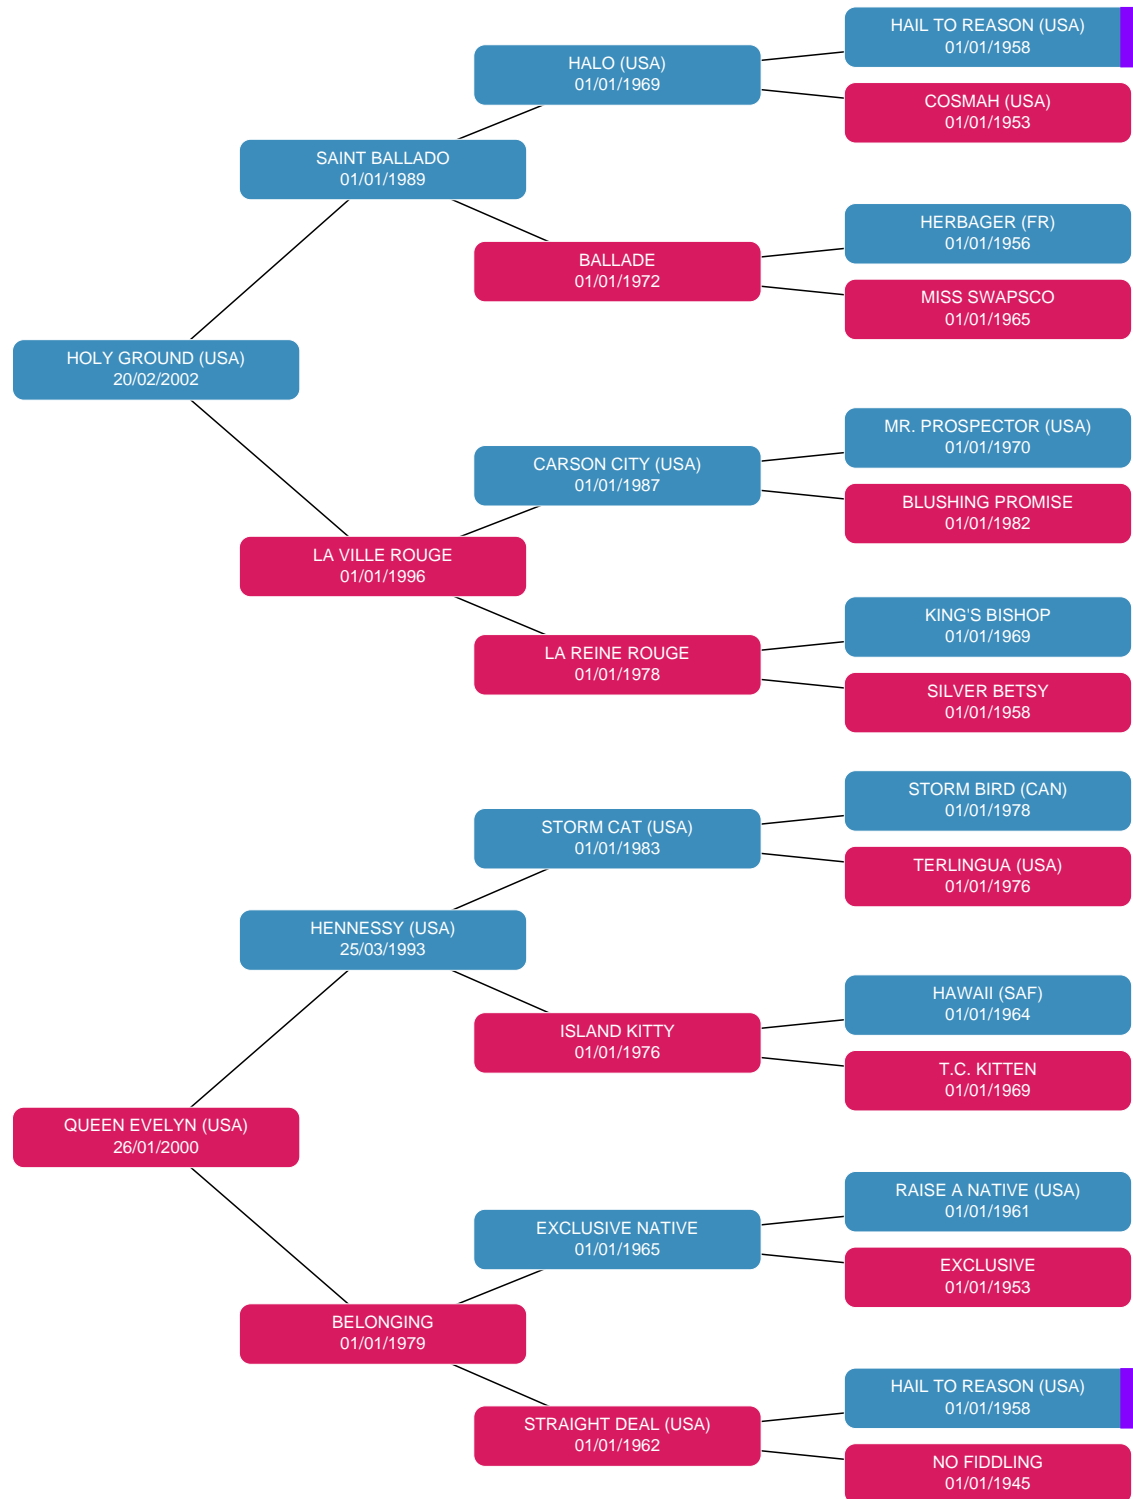 HAIL TO REASON (USA)
01/01/1958
HALO (USA)
01/01/1969
COSMAH (USA)
01/01/1953
SAINT BALLADO
01/01/1989
HERBAGER (FR)
01/01/1956
BALLADE
01/01/1972
MISS SWAPSCO
01/01/1965
HOLY GROUND (USA)
20/02/2002
MR. PROSPECTOR (USA)
01/01/1970
CARSON CITY (USA)
01/01/1987
BLUSHING PROMISE
01/01/1982
LA VILLE ROUGE
01/01/1996
KING'S BISHOP
01/01/1969
LA REINE ROUGE
01/01/1978
SILVER BETSY
01/01/1958
STORM BIRD (CAN)
01/01/1978
STORM CAT (USA)
01/01/1983
TERLINGUA (USA)
01/01/1976
HENNESSY (USA)
25/03/1993
HAWAII (SAF)
01/01/1964
ISLAND KITTY
01/01/1976
T.C. KITTEN
01/01/1969
QUEEN EVELYN (USA)
26/01/2000
RAISE A NATIVE (USA)
01/01/1961
EXCLUSIVE NATIVE
01/01/1965
EXCLUSIVE
01/01/1953
BELONGING
01/01/1979
HAIL TO REASON (USA)
01/01/1958
STRAIGHT DEAL (USA)
01/01/1962
NO FIDDLING
01/01/1945